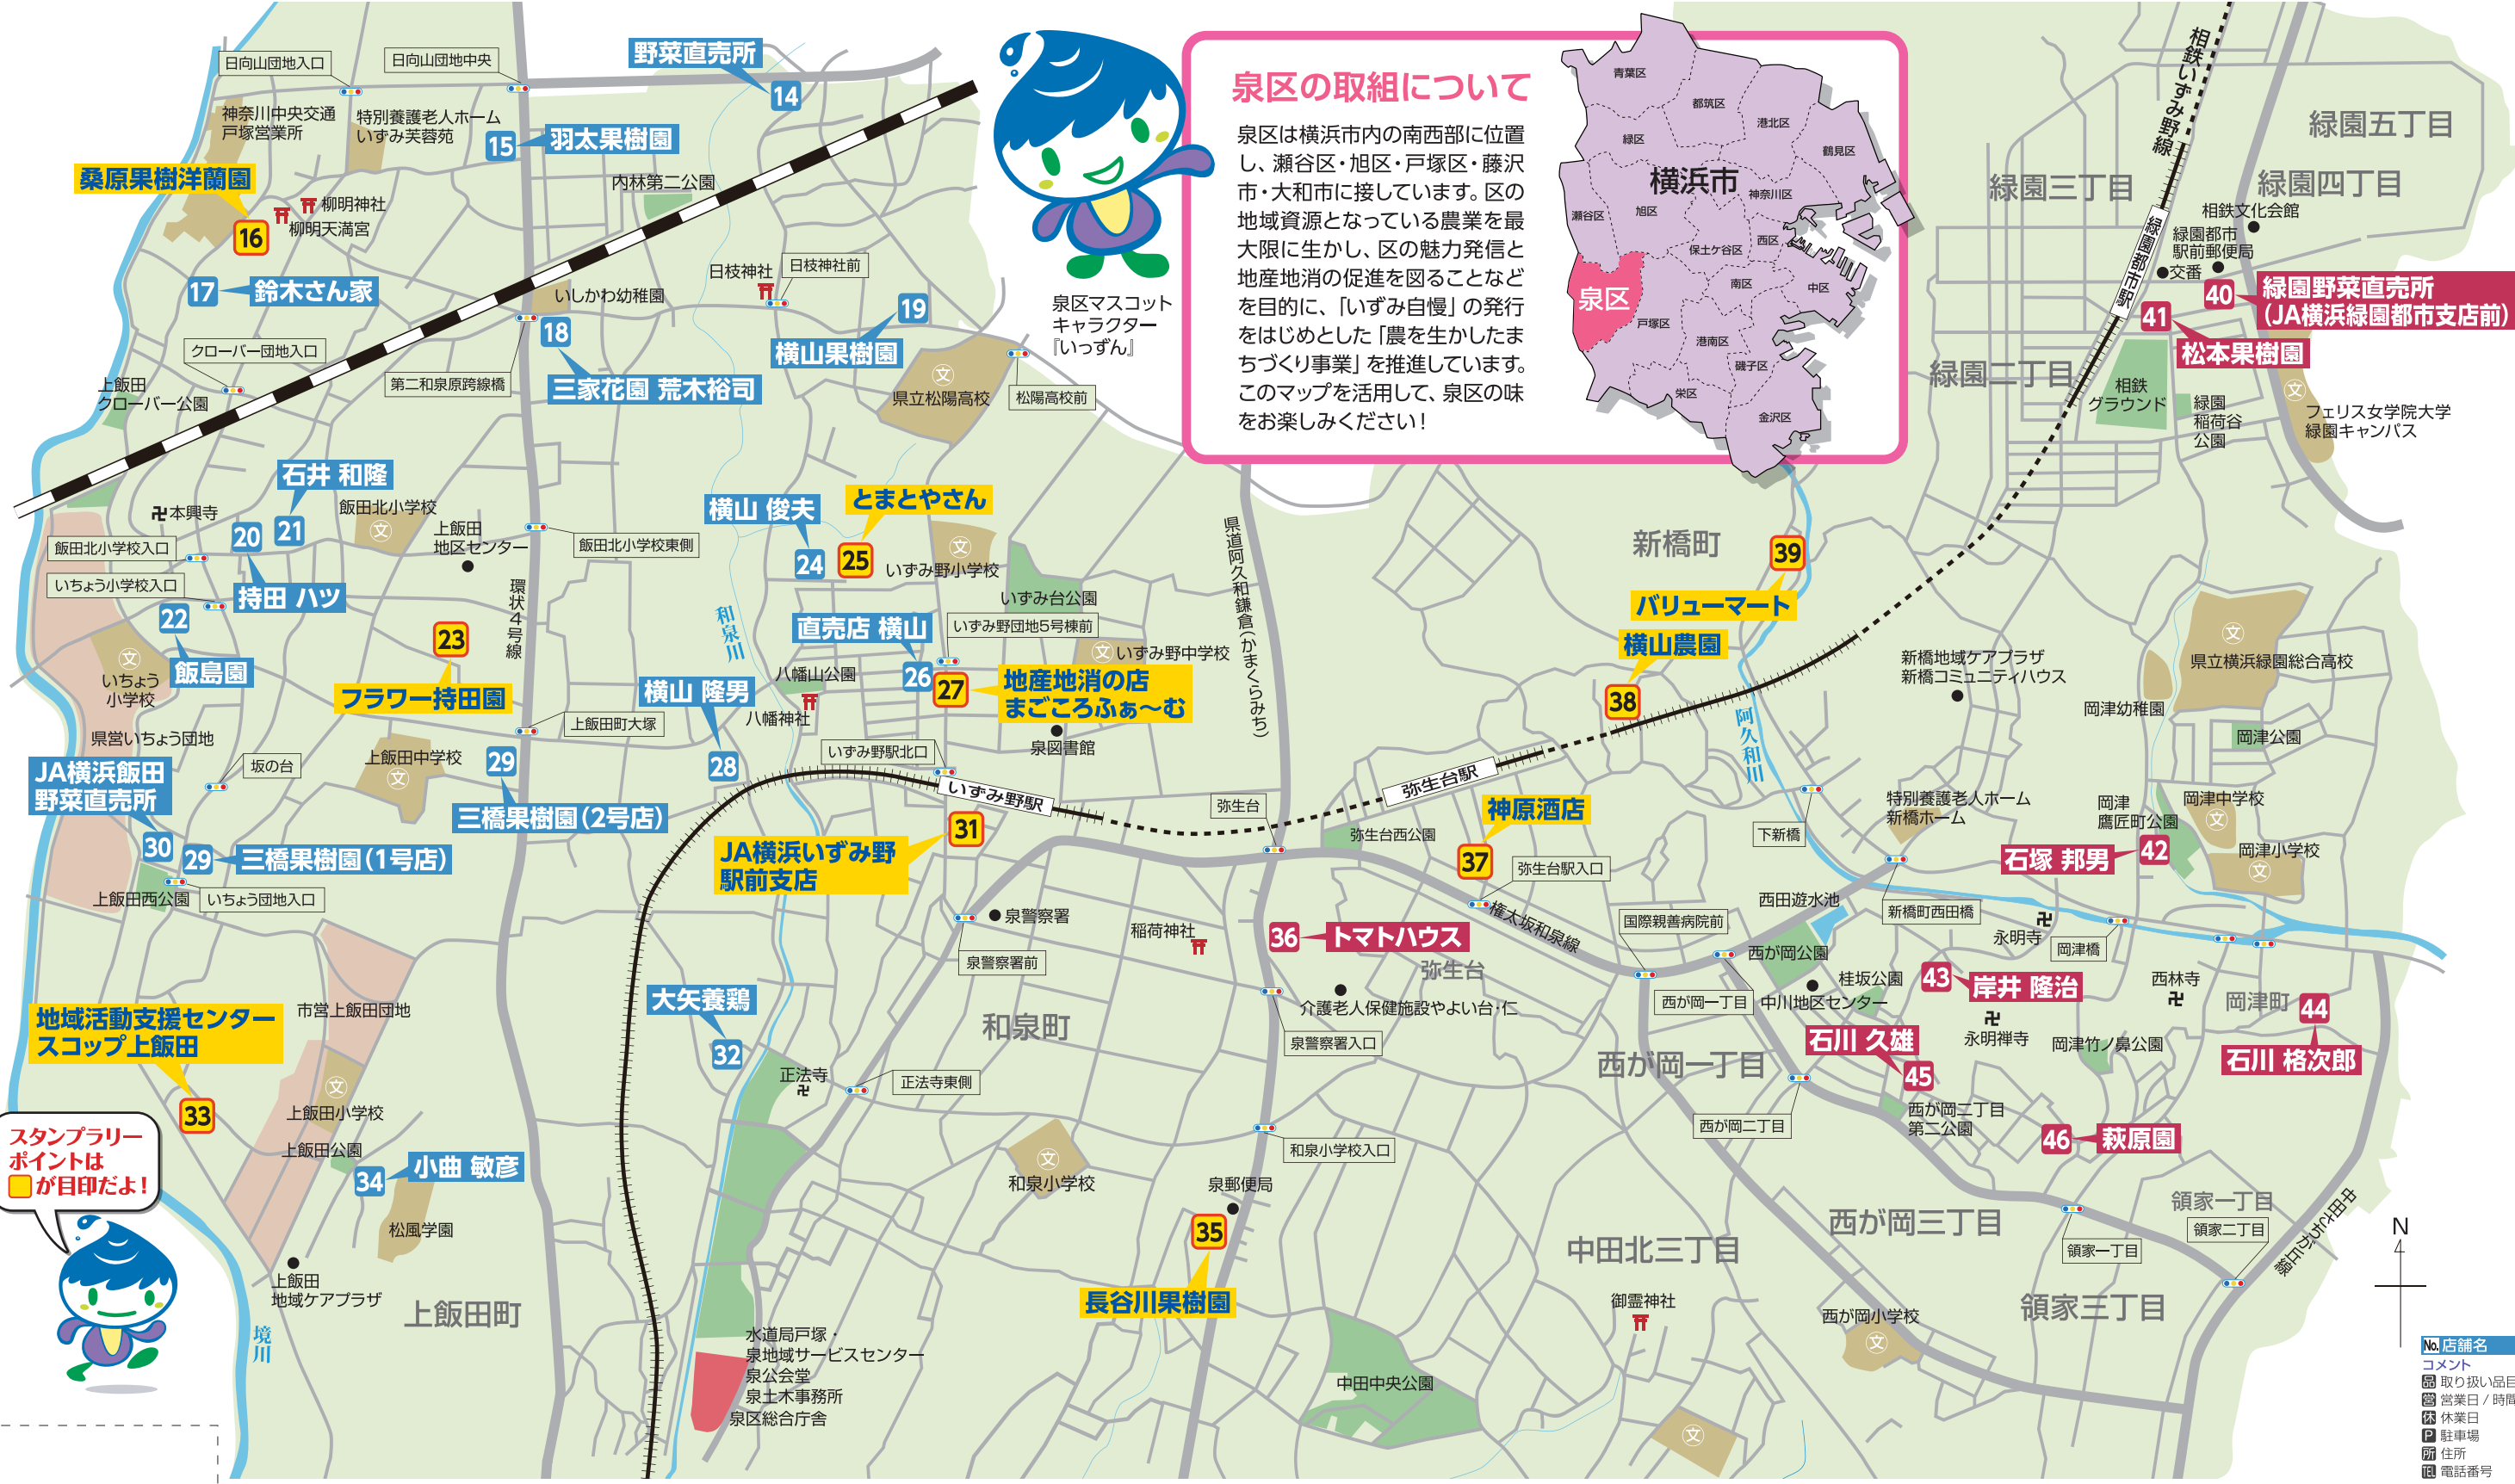 日向山団地入口
日向山団地中央
野菜直売所
14
神奈川中央交通
戸塚営業所
特別養護老人ホーム
いずみ芙蓉苑
15
羽太果樹園
桑原果樹洋蘭園
16
柳明神社
柳明天満宮
内林第二公園
17
鈴木さん家
いしかわ幼稚園
日枝神社
日枝神社前
18
19
クローバー団地入口
第二和泉原跨線橋
三家花園 荒木裕司
横山果樹園
上飯田
クローバー公園
県立松陽高校
松陽高校前
泉区マスコット
キャラクター
『いっずん』
泉区の取組について
泉区は横浜市内の南西部に位置
し、瀬谷区・旭区・戸塚区・藤沢
市・大和市に接しています。区の
地域資源となっている農業を最
大限に生かし、区の魅力発信と
地産地消の促進を図ることなど
を目的に、「いずみ自慢」の発行
をはじめとした「農を生かしたま
ちづくり事業」を推進しています。
このマップを活用して、泉区の味
をお楽しみください！
青葉区
都筑区
港北区
緑区
鶴見区
横浜市
神奈川区
瀬谷区
旭区
西区
保土ケ谷区
南区
中区
泉区
戸塚区
港南区
磯子区
栄区
金沢区
相鉄いずみ野線
緑園五丁目
緑園三丁目
緑園四丁目
相鉄文化会館
緑園都市
駅前郵便局
交番
緑園都市駅
40
緑園野菜直売所
（JA横浜緑園都市支店前）
41
松本果樹園
緑園二丁目
相鉄
グラウンド
緑園
稲荷谷
公園
フェリス女学院大学
緑園キャンパス
石井 和隆
21
本興寺
20
飯田北小学校
上飯田
地区センター
飯田北小学校入口
飯田北小学校東側
いちょう小学校入口
持田 ハツ
22
飯島園
環状4号線
23
フラワー持田園
いちょう
小学校
県営いちょう団地
横山 俊夫
24
とまとやさん
25
いずみ野小学校
いずみ台公園
和泉川
直売店 横山
いずみ野団地5号棟前
いずみ野中学校
26
27
地産地消の店
まごころふぁ～む
八幡山公園
八幡神社
横山 隆男
28
泉図書館
県道阿久和鎌倉（かまくらみち）
新橋町
39
バリューマート
横山農園
38
阿久和川
新橋地域ケアプラザ
新橋コミュニティハウス
県立横浜緑園総合高校
岡津幼稚園
岡津公園
上飯田町大塚
上飯田中学校
坂の台
JA横浜飯田
野菜直売所
30
29
三橋果樹園（2号店）
29
三橋果樹園（1号店）
上飯田西公園
いちょう団地入口
いずみ野駅北口
いずみ野駅
31
JA横浜いずみ野
駅前支店
弥生台
弥生台駅
弥生台西公園
神原酒店
37
弥生台駅入口
下新橋
特別養護老人ホーム
新橋ホーム
岡津
鷹匠町公園
岡津中学校
42
石塚 邦男
岡津小学校
泉警察署
泉警察署前
稲荷神社
36
トマトハウス
弥生台
権太坂和泉線
国際親善病院前
西田遊水池
西が岡公園
新橋町西田橋
永明寺
岡津橋
介護老人保健施設やよい台・仁
西が岡一丁目
中川地区センター
桂坂公園
43
岸井 隆治
西林寺
岡津町
44
石川 格次郎
泉警察署入口
和泉町
西が岡一丁目
石川 久雄
45
永明禅寺
岡津竹ノ鼻公園
地域活動支援センター
スコップ上飯田
33
市営上飯田団地
大矢養鶏
32
正法寺
正法寺東側
上飯田小学校
上飯田公園
34
小曲 敏彦
松風学園
上飯田
地域ケアプラザ
上飯田町
境川
スタンプラリー
ポイントは
が目印だよ！
和泉小学校入口
和泉小学校
泉郵便局
35
長谷川果樹園
西が岡二丁目
西が岡二丁目
第二公園
46
萩原園
領家一丁目
西が岡三丁目
領家一丁目
領家二丁目
中田さちが丘線
中田北三丁目
御霊神社
西が岡小学校
領家三丁目
中田中央公園
水道局戸塚・
泉地域サービスセンター
泉公会堂
泉土木事務所
泉区総合庁舎
N
No. 店舗名
コメント
品 取り扱い品目
営 営業日 / 時間
休 休業日
P 駐車場
所 住所
TEL 電話番号